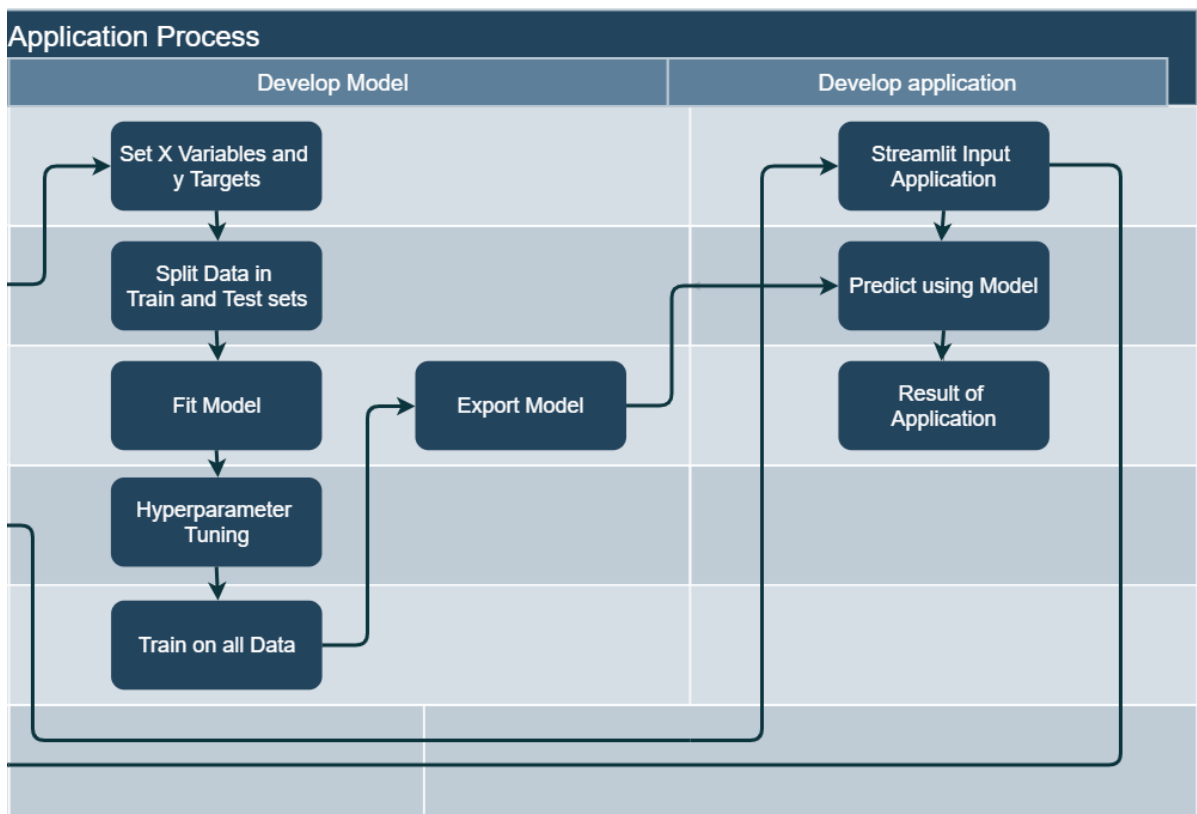 Application Process
Develop Model
Develop application
Set X Variables and
y Targets
Split Data in
Train and Test sets
Fit Model
Hyperparameter
Tuning
Train on all Data
Export Model
Streamlit Input
Application
Predict using Model
Result of
Application